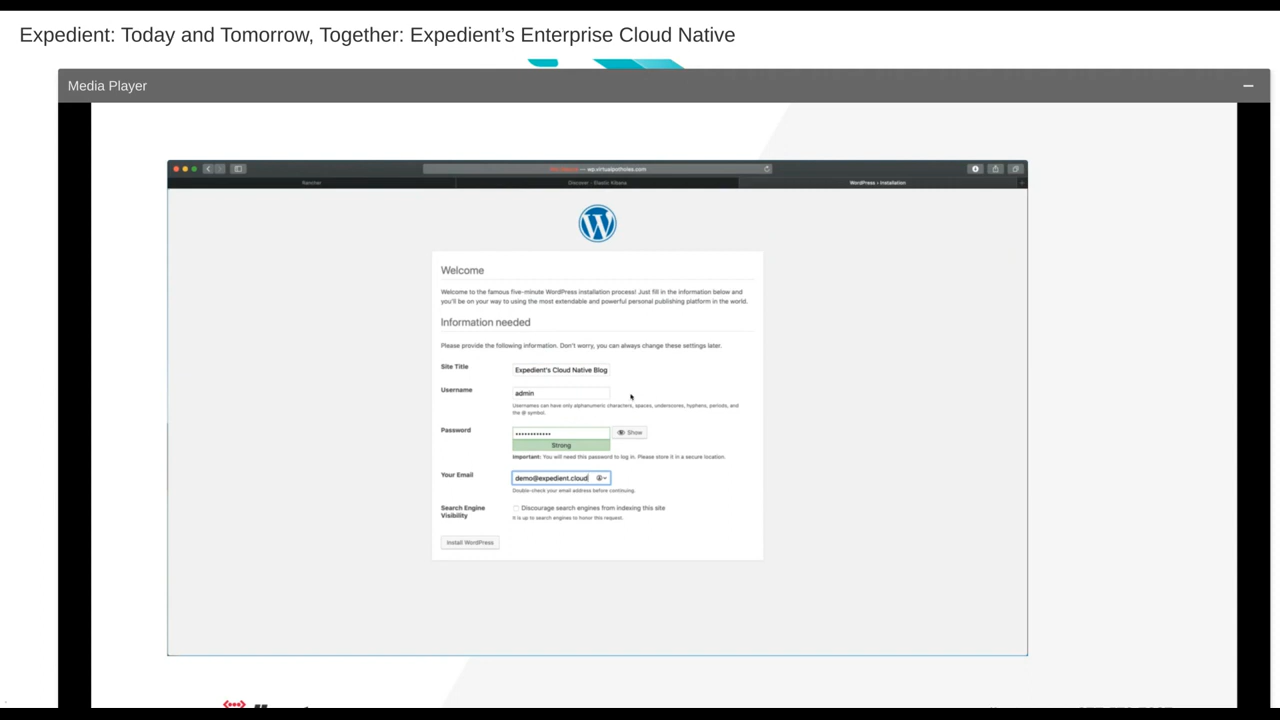 Expedient: Today and Tomorrow, Together: Expedient's Enterprise Cloud Native
Media Player
— wp.virtualpotholes.com
Rancher
Discover - Elastic Kibana
WordPress › Installation
Welcome
Welcome to the famous five-minute WordPress installation process! Just fill in the information below and
you'll be on your way to using the most extendable and powerful personal publishing platform in the world.
Information needed
Please provide the following information. Don't worry, you can always change these settings later.
Site Title
Expedient's Cloud Native Blog
Username
admin
Usernames can have only alphanumeric characters, spaces, underscores, hyphens, periods, and
the @ symbol.
Password
••••••••••••
Show
Strong
Important: You will need this password to log in. Please store it in a secure location.
Your Email
demo@expedient.cloud
Double-check your email address before continuing.
Search Engine
Visibility
Discourage search engines from indexing this site
It is up to search engines to honor this request.
Install WordPress